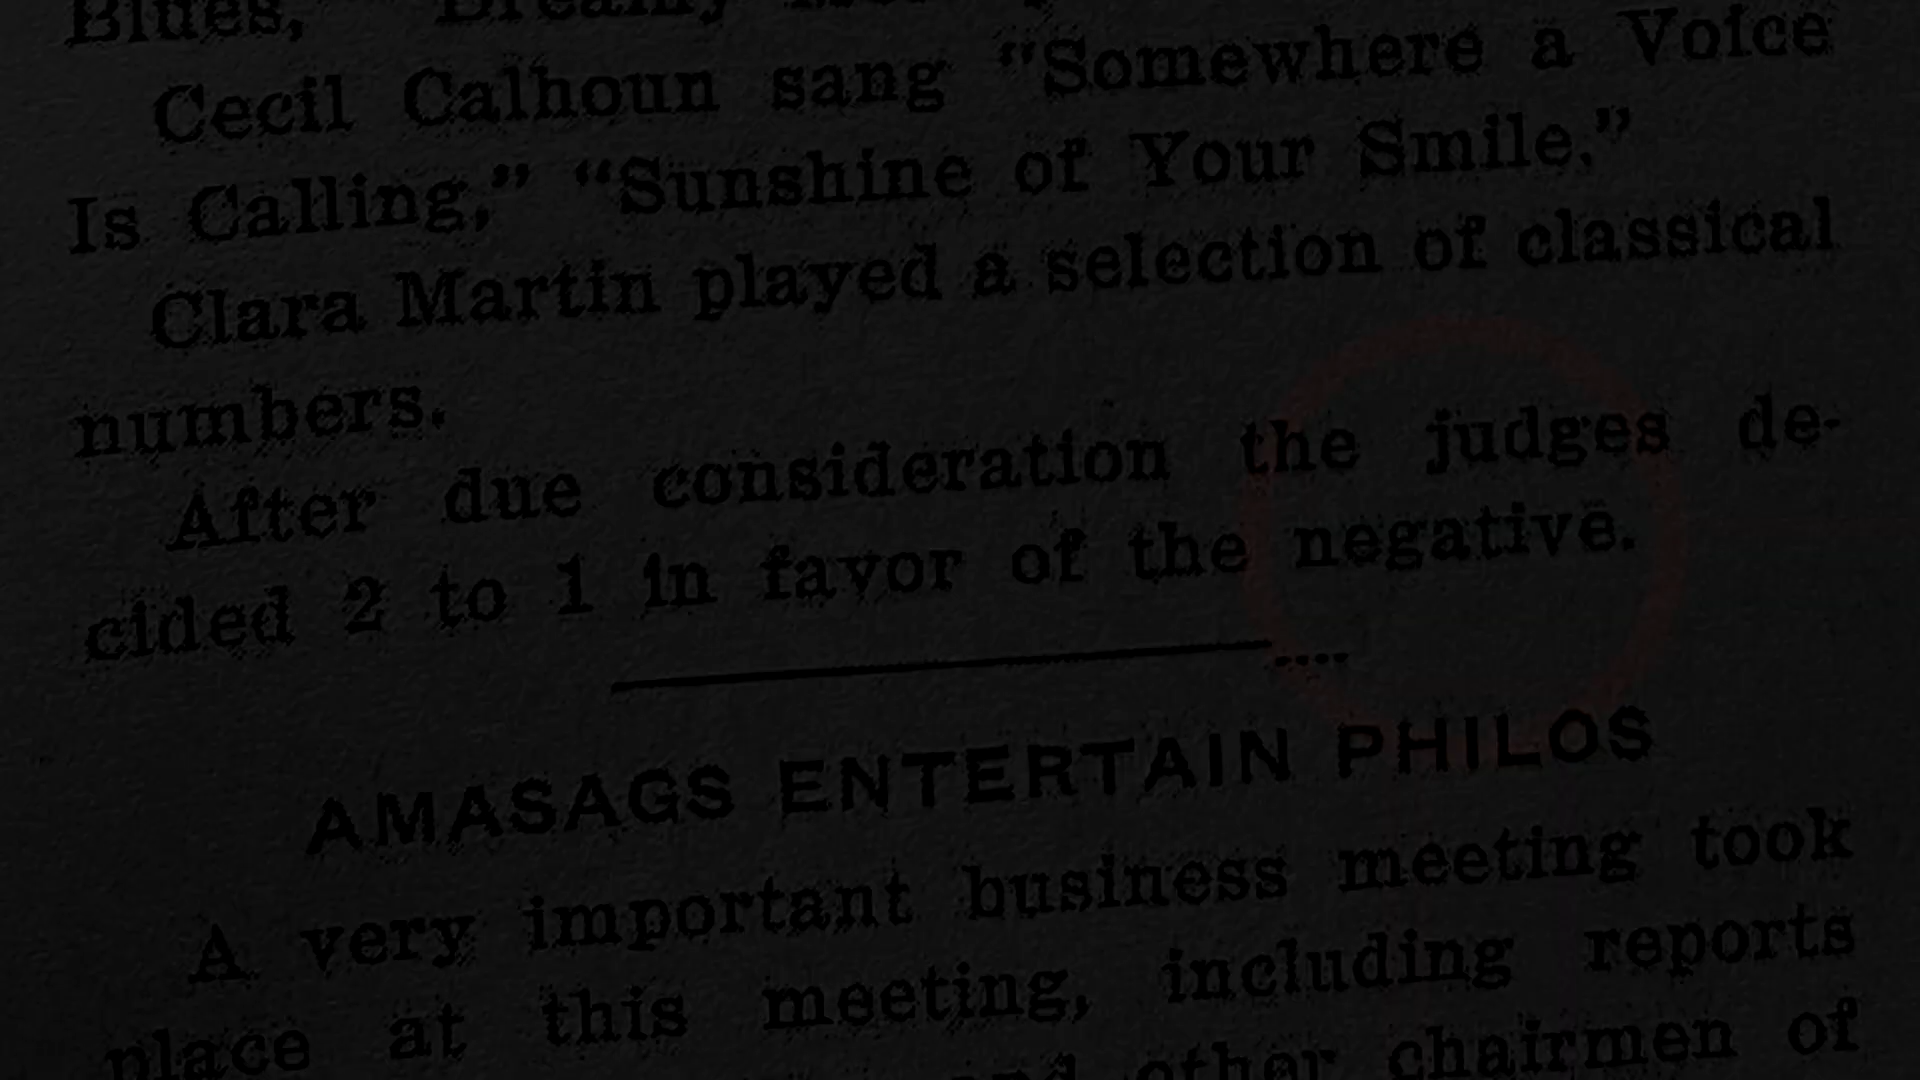 Blues," "Dreamy
Cecil Calhoun sang "Somewhere a Voice
Is Calling," "Sunshine of Your Smile."
Clara Martin played a selection of classical
numbers.
After due consideration the judges de-
cided 2 to 1 in favor of the negative.
AMASAGS ENTERTAIN PHILOS
A very important business meeting took
place at this meeting, including reports
and other chairmen of